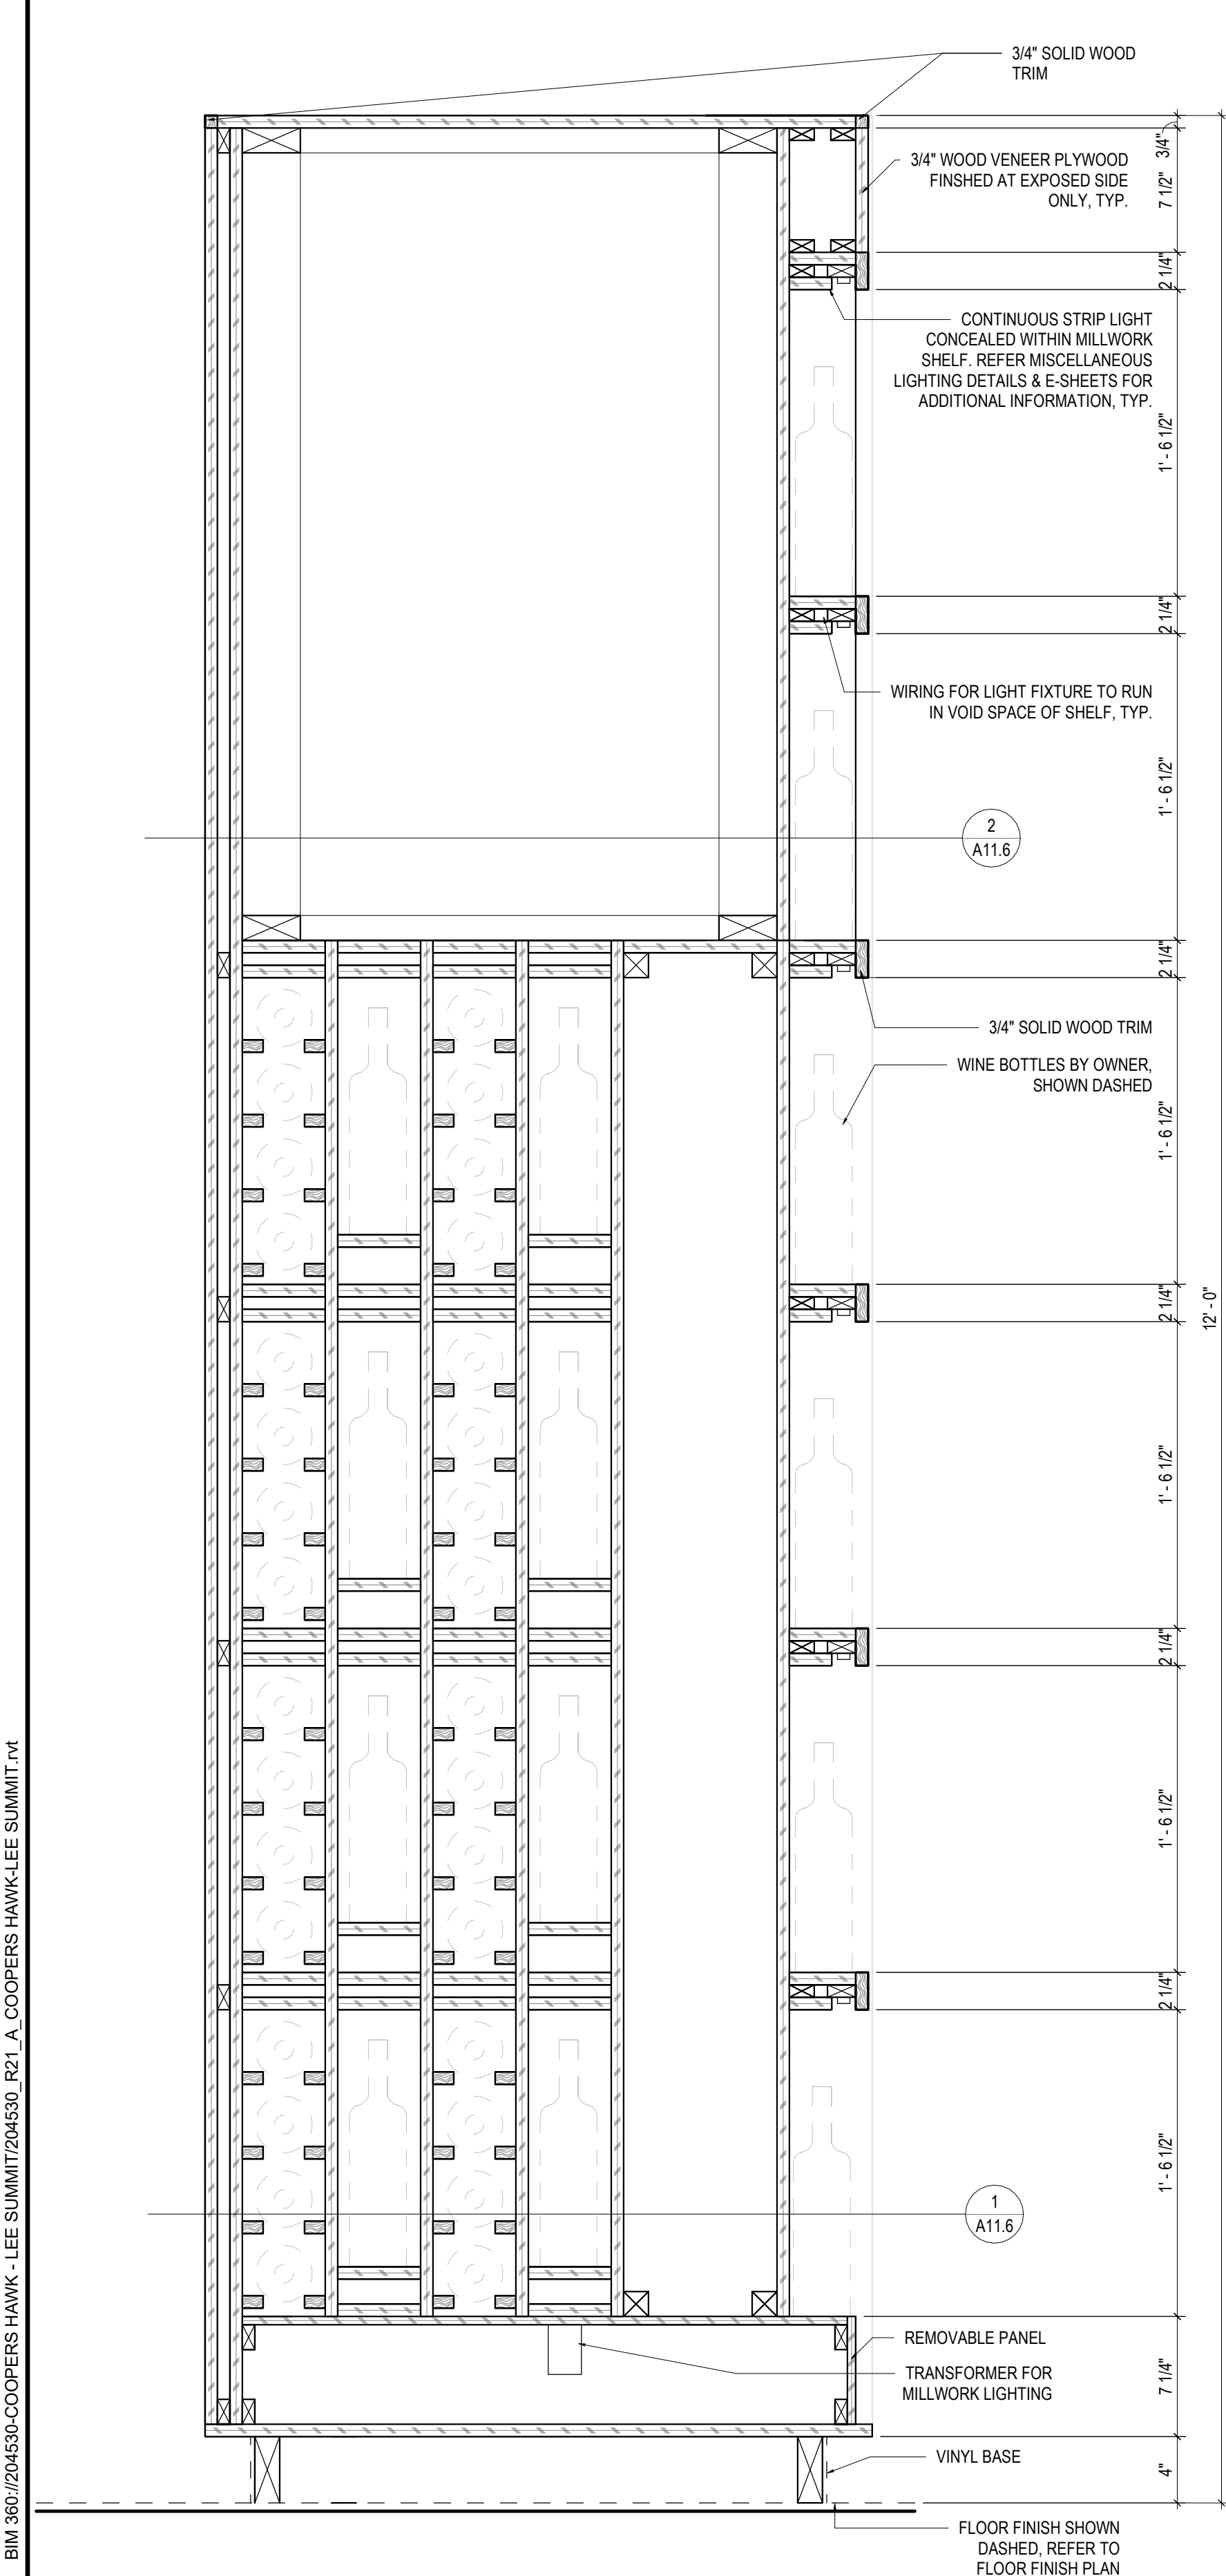 3/4" SOLID WOOD
TRIM
3/4"
3/4" WOOD VENEER PLYWOOD
FINSHED AT EXPOSED SIDE
ONLY, TYP.
7 1/2"
2 1/4"
CONTINUOUS STRIP LIGHT
CONCEALED WITHIN MILLWORK
SHELF. REFER MISCELLANEOUS
LIGHTING DETAILS & E-SHEETS FOR
ADDITIONAL INFORMATION, TYP.
1' - 6 1/2"
2 1/4"
WIRING FOR LIGHT FIXTURE TO RUN
IN VOID SPACE OF SHELF, TYP.
1' - 6 1/2"
2
A11.6
2 1/4"
3/4" SOLID WOOD TRIM
WINE BOTTLES BY OWNER,
SHOWN DASHED
1' - 6 1/2"
2 1/4"
12' - 0"
1' - 6 1/2"
2 1/4"
1' - 6 1/2"
2 1/4"
1' - 6 1/2"
1
A11.6
REMOVABLE PANEL
TRANSFORMER FOR
MILLWORK LIGHTING
7 1/4"
VINYL BASE
4"
FLOOR FINISH SHOWN
DASHED, REFER TO
FLOOR FINISH PLAN
BIM 360://204530-COOPERS HAWK - LEE SUMMIT/204530_R21_A_COOPERS HAWK-LEE SUMMIT.rvt